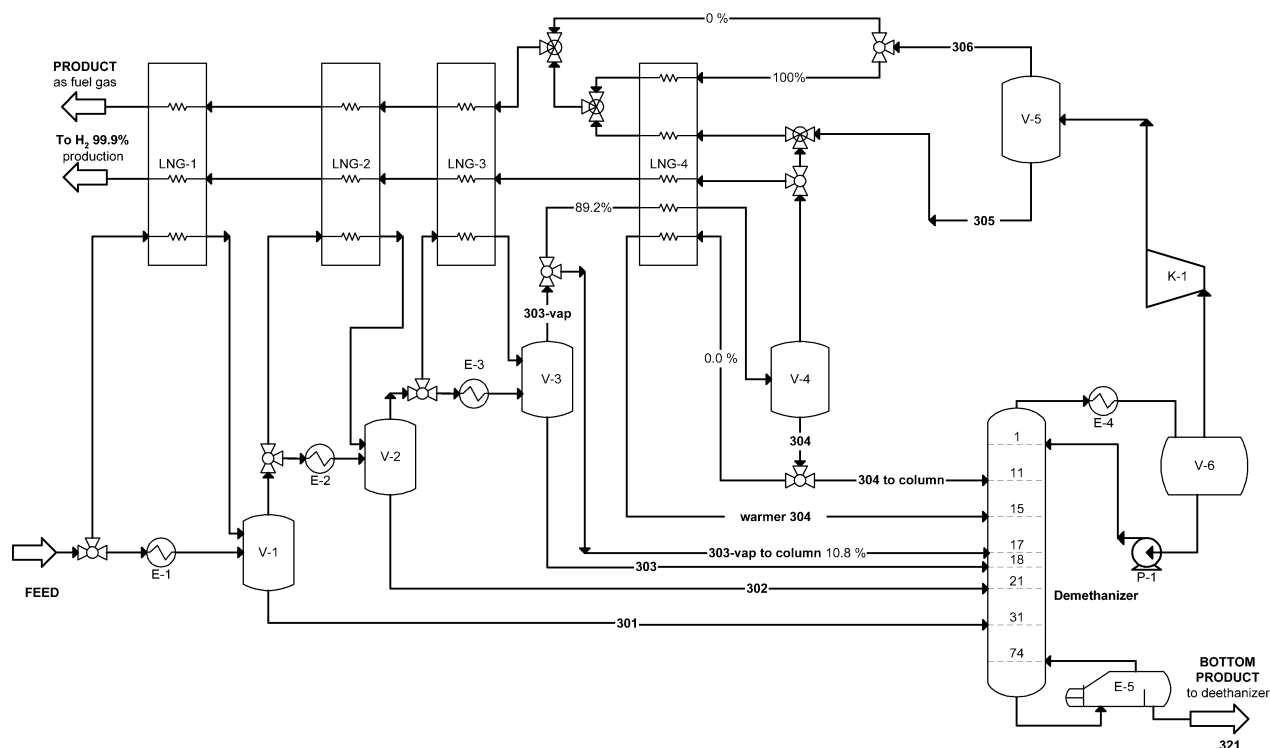 0 %
306
PRODUCT
as fuel gas
100%
V-5
To H2 99.9%
production
LNG-1
LNG-2
LNG-3
LNG-4
89.2%
305
K-1
303-vap
0.0 %
E-3
V-3
V-4
E-4
1
V-2
304
V-6
E-2
11
304 to column
15
warmer 304
V-1
17
303-vap to column 10.8 %
E-1
18
303
P-1
FEED
21
302
Demethanizer
31
301
74
BOTTOM
PRODUCT
to deethanizer
E-5
321